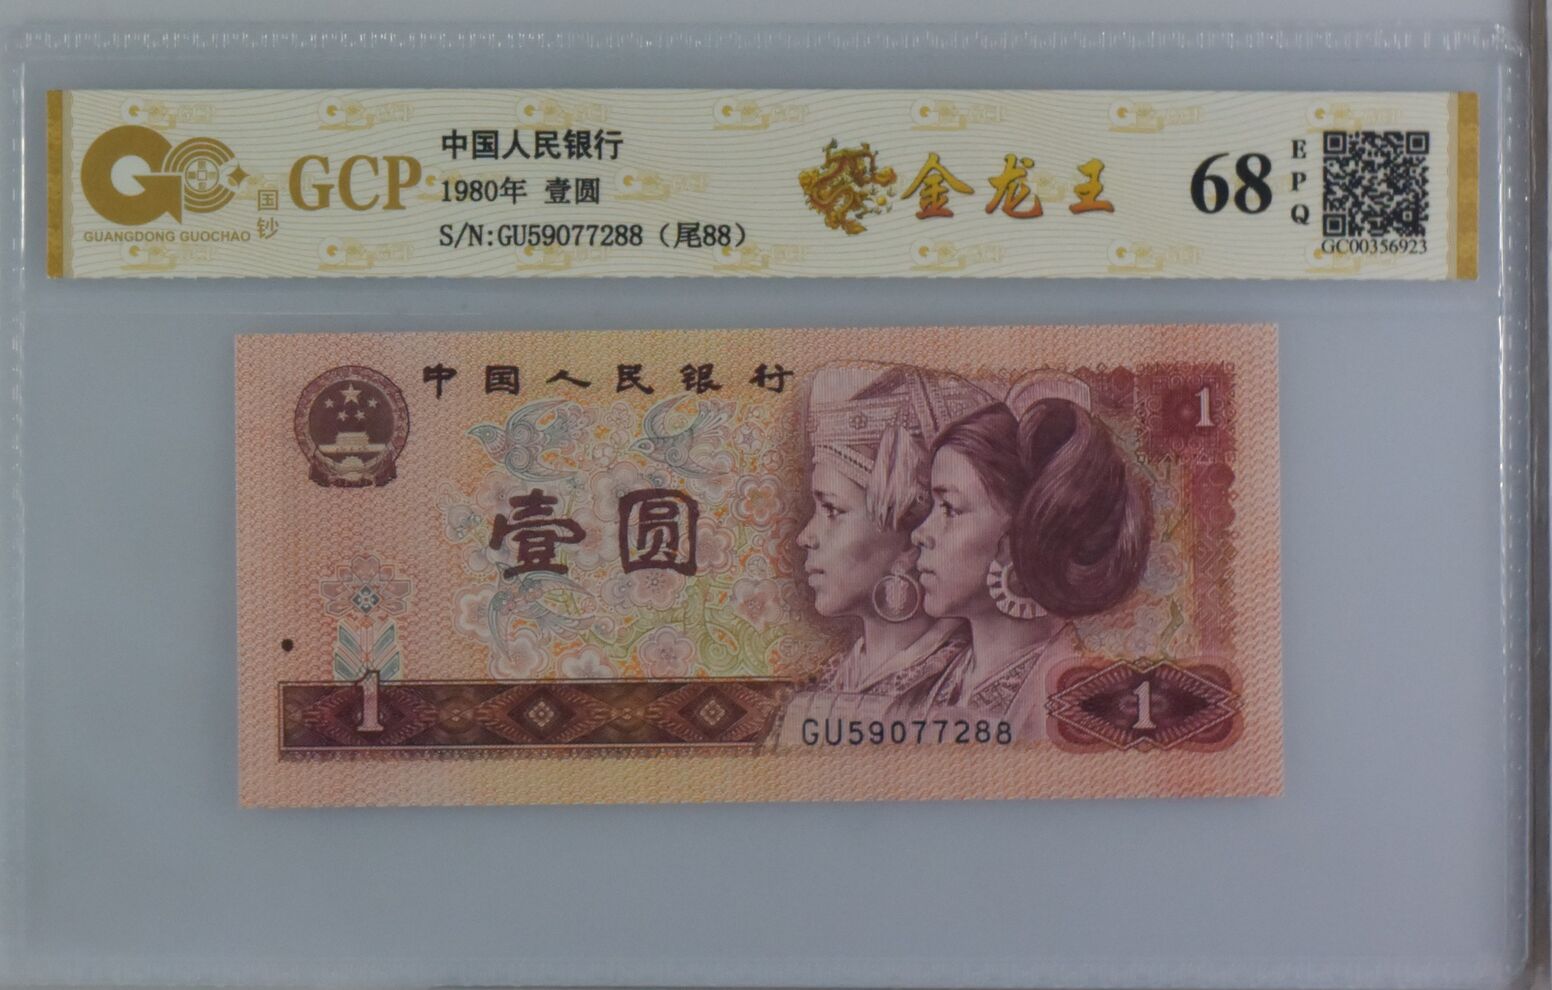 GC
国钞
GUANGDONG GUOCHAO
GCP
中国人民银行
1980年 壹圆
S/N:GU59077288（尾88）
金龙王
68
EPQ
GC00356923
中国人民银行
1
壹圆
1
GU59077288
1